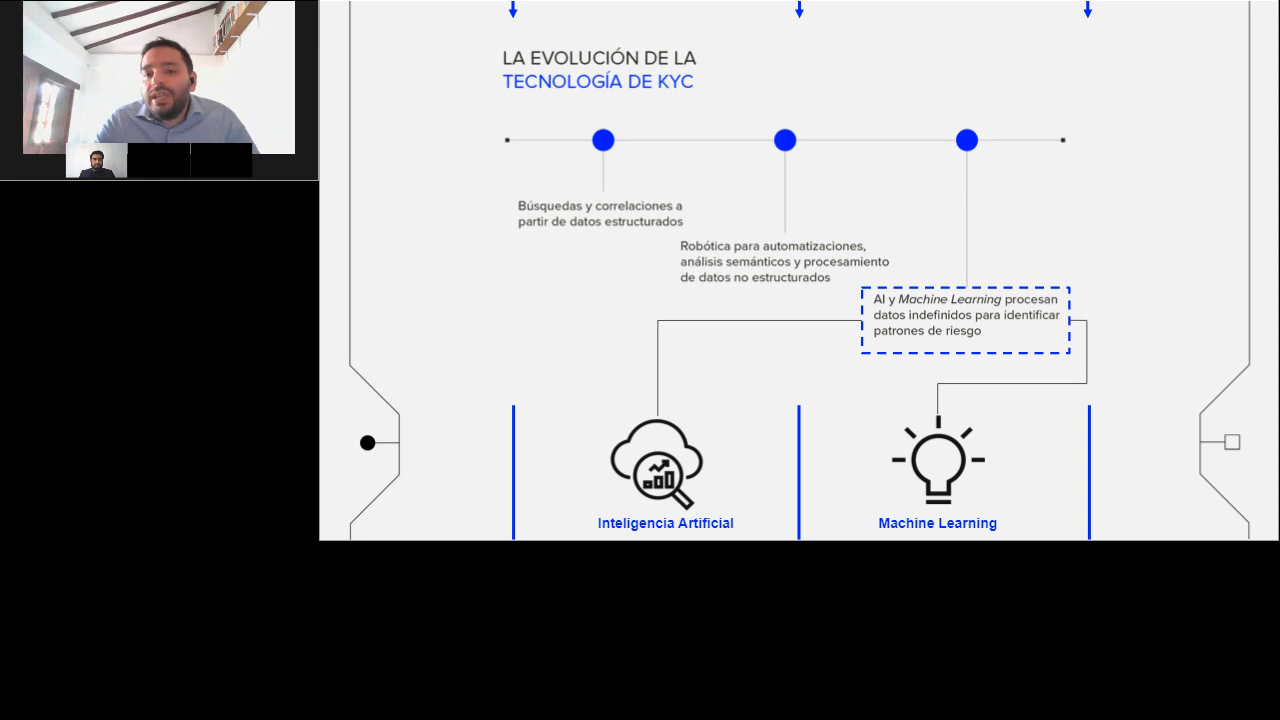 LA EVOLUCIÓN DE LA
TECNOLOGÍA DE KYC
Búsquedas y correlaciones a
partir de datos estructurados
Robótica para automatizaciones,
análisis semánticos y procesamiento
de datos no estructurados
AI y Machine Learning procesan
datos indefinidos para identificar
patrones de riesgo
Inteligencia Artificial
Machine Learning